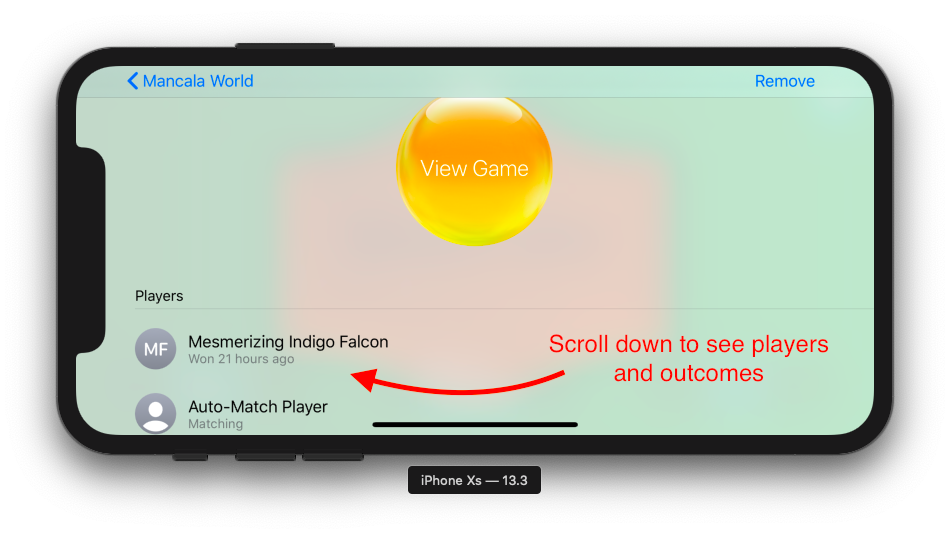 Mancala World
Remove
View Game
Players
MF
Mesmerizing Indigo Falcon
Won 21 hours ago
Scroll down to see players
and outcomes
Auto-Match Player
Matching
iPhone Xs — 13.3